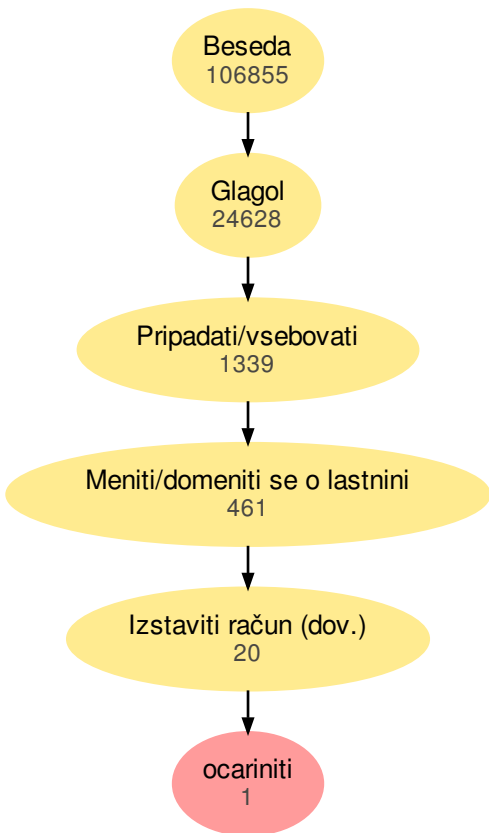 Beseda
106855
Glagol
24628
Pripadati/vsebovati
1339
Meniti/domeniti se o lastnini
461
Izstaviti račun (dov.)
20
ocariniti
1